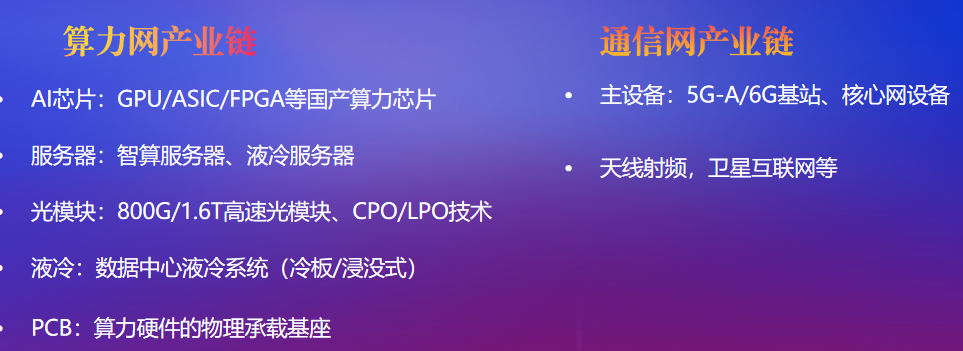 算力网产业链
• AI芯片：GPU/ASIC/FPGA等国产算力芯片
• 服务器：智算服务器、液冷服务器
• 光模块：800G/1.6T高速光模块、CPO/LPO技术
• 液冷：数据中心液冷系统（冷板/浸没式）
• PCB：算力硬件的物理承载基座
通信网产业链
• 主设备：5G-A/6G基站、核心网设备
• 天线射频，卫星互联网等